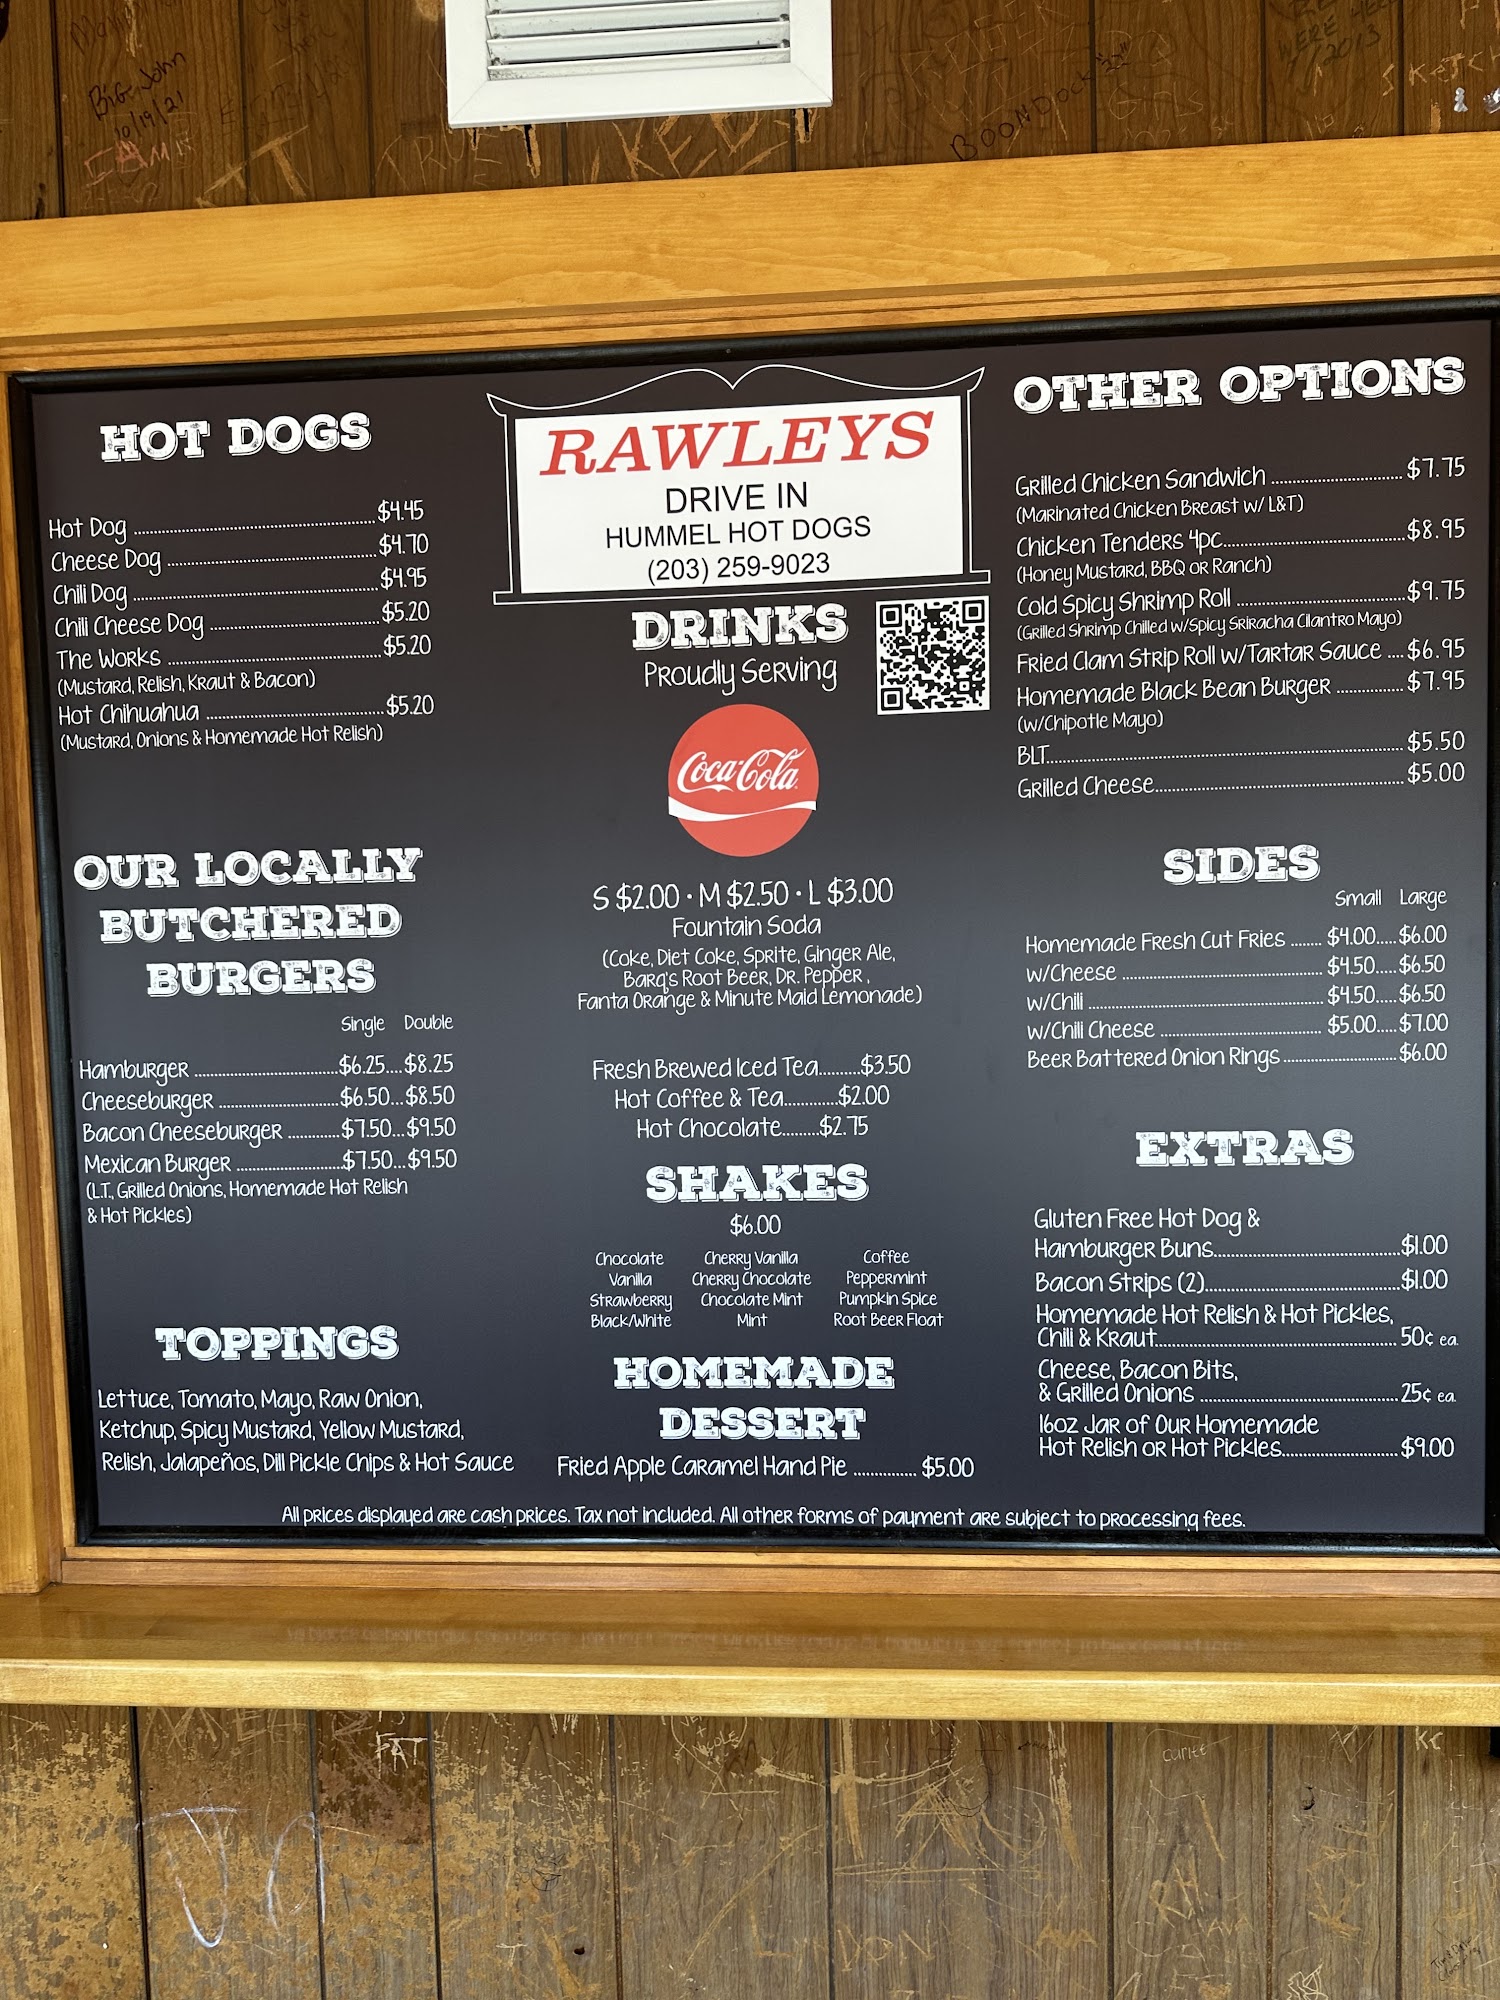 Big John
10/19/21
BOONDOCK "22"
WERE HERE
2013
SKETCH
TRUE
HOT DOGS
Hot Dog ........ $4.45
Cheese Dog ........ $4.70
Chili Dog ........ $4.95
Chili Cheese Dog ........ $5.20
The Works ........ $5.20
(Mustard, Relish, Kraut & Bacon)
Hot Chihuahua ........ $5.20
(Mustard, Onions & Homemade Hot Relish)
OUR LOCALLY
BUTCHERED
BURGERS
Single Double
Hamburger ........ $6.25....$8.25
Cheeseburger ........ $6.50...$8.50
Bacon Cheeseburger ........ $7.50...$9.50
Mexican Burger ........ $7.50...$9.50
(L.T., Grilled Onions, Homemade Hot Relish
& Hot Pickles)
TOPPINGS
Lettuce, Tomato, Mayo, Raw Onion,
Ketchup, Spicy Mustard, Yellow Mustard,
Relish, Jalapeños, Dill Pickle Chips & Hot Sauce
RAWLEYS
DRIVE IN
HUMMEL HOT DOGS
(203) 259-9023
DRINKS
Proudly Serving
Coca-Cola
S $2.00 · M $2.50 · L $3.00
Fountain Soda
(Coke, Diet Coke, Sprite, Ginger Ale,
Barq's Root Beer, Dr. Pepper ,
Fanta Orange & Minute Maid Lemonade)
Fresh Brewed Iced Tea.........$3.50
Hot Coffee & Tea............$2.00
Hot Chocolate........$2.75
SHAKES
$6.00
Chocolate Cherry Vanilla Coffee
Vanilla Cherry Chocolate Peppermint
Strawberry Chocolate Mint Pumpkin Spice
Black/White Mint Root Beer Float
HOMEMADE
DESSERT
Fried Apple Caramel Hand Pie ............... $5.00
OTHER OPTIONS
Grilled Chicken Sandwich ........ $7.75
(Marinated Chicken Breast w/ L&T)
Chicken Tenders 4pc........ $8.95
(Honey Mustard, BBQ or Ranch)
Cold Spicy Shrimp Roll ........ $9.75
(Grilled Shrimp Chilled w/Spicy Sriracha Cilantro Mayo)
Fried Clam Strip Roll w/Tartar Sauce .... $6.95
Homemade Black Bean Burger ........ $7.95
(w/Chipotle Mayo)
BLT........ $5.50
Grilled Cheese........ $5.00
SIDES
Small Large
Homemade Fresh Cut Fries ....... $4.00.....$6.00
w/Cheese ........ $4.50.....$6.50
w/Chili ........ $4.50.....$6.50
w/Chili Cheese ........ $5.00.....$7.00
Beer Battered Onion Rings ........ $6.00
EXTRAS
Gluten Free Hot Dog &
Hamburger Buns........ $1.00
Bacon Strips (2)........ $1.00
Homemade Hot Relish & Hot Pickles,
Chili & Kraut........ 50¢ ea.
Cheese, Bacon Bits,
& Grilled Onions ........ 25¢ ea.
16oz Jar of Our Homemade
Hot Relish or Hot Pickles........ $9.00
All prices displayed are cash prices. Tax not included. All other forms of payment are subject to processing fees.
FAT
KC